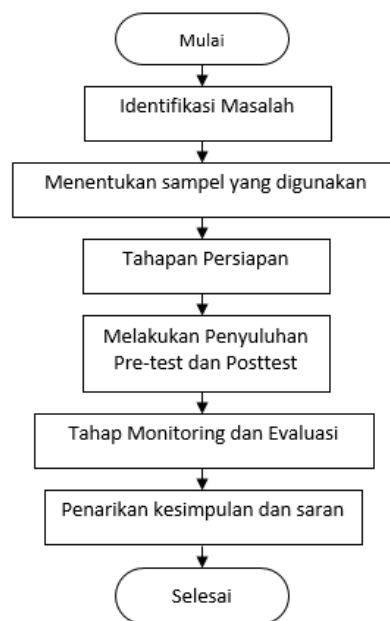 Mulai
Identifikasi Masalah
Menentukan sampel yang digunakan
Tahapan Persiapan
Melakukan Penyuluhan
Pre-test dan Posttest
Tahap Monitoring dan Evaluasi
Penarikan kesimpulan dan saran
Selesai